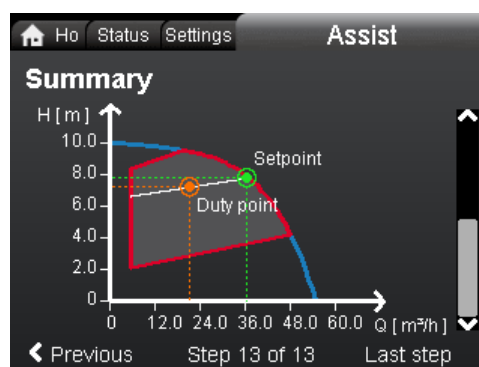 Ho Status Settings Assist
Summary
H [ m ]
10.0
8.0
6.0
4.0
2.0
0
Setpoint
Duty point
0 12.0 24.0 36.0 48.0 60.0 Q [ m³/h ]
Previous Step 13 of 13 Last step